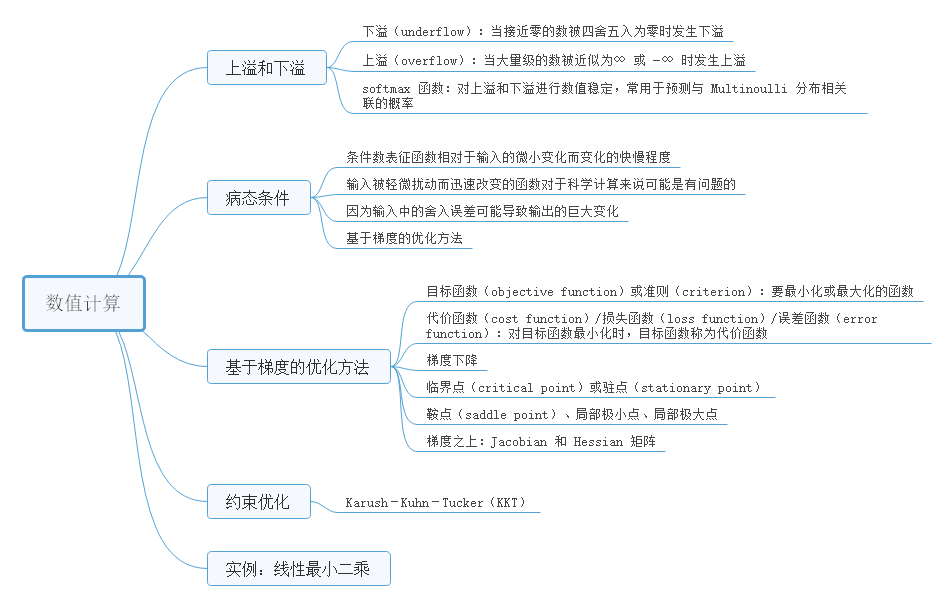 数值计算
上溢和下溢
下溢（underflow）：当接近零的数被四舍五入为零时发生下溢
上溢（overflow）：当大量级的数被近似为∞ 或 －∞ 时发生上溢
softmax 函数：对上溢和下溢进行数值稳定，常用于预测与 Multinoulli 分布相关
联的概率
病态条件
条件数表征函数相对于输入的微小变化而变化的快慢程度
输入被轻微扰动而迅速改变的函数对于科学计算来说可能是有问题的
因为输入中的舍入误差可能导致输出的巨大变化
基于梯度的优化方法
基于梯度的优化方法
目标函数（objective function）或准则（criterion）：要最小化或最大化的函数
代价函数（cost function）/损失函数（loss function）/误差函数（error
function）：对目标函数最小化时，目标函数称为代价函数
梯度下降
临界点（critical point）或驻点（stationary point）
鞍点（saddle point）、局部极小点、局部极大点
梯度之上：Jacobian 和 Hessian 矩阵
约束优化
Karush－Kuhn－Tucker（KKT）
实例：线性最小二乘